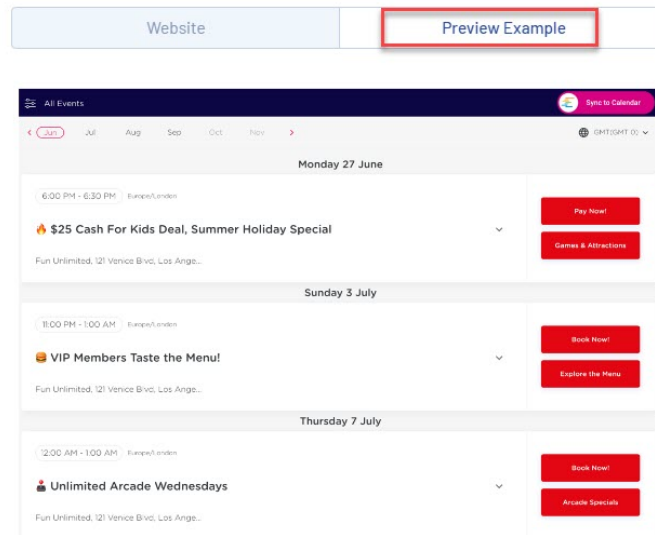 Website
Preview Example
All Events
Sync to Calendar
Jun Jul Aug Sep Oct Nov
GMT(GMT 0)
Monday 27 June
6:00 PM - 6:30 PM Europe/London
🔥 $25 Cash For Kids Deal, Summer Holiday Special
Fun Unlimited, 121 Venice Blvd, Los Ange...
Pay Now!
Games & Attractions
Sunday 3 July
11:00 PM - 1:00 AM Europe/London
🍔 VIP Members Taste the Menu!
Fun Unlimited, 121 Venice Blvd, Los Ange...
Book Now!
Explore the Menu
Thursday 7 July
12:00 AM - 1:00 AM Europe/London
🕹️ Unlimited Arcade Wednesdays
Fun Unlimited, 121 Venice Blvd, Los Ange...
Book Now!
Arcade Specials